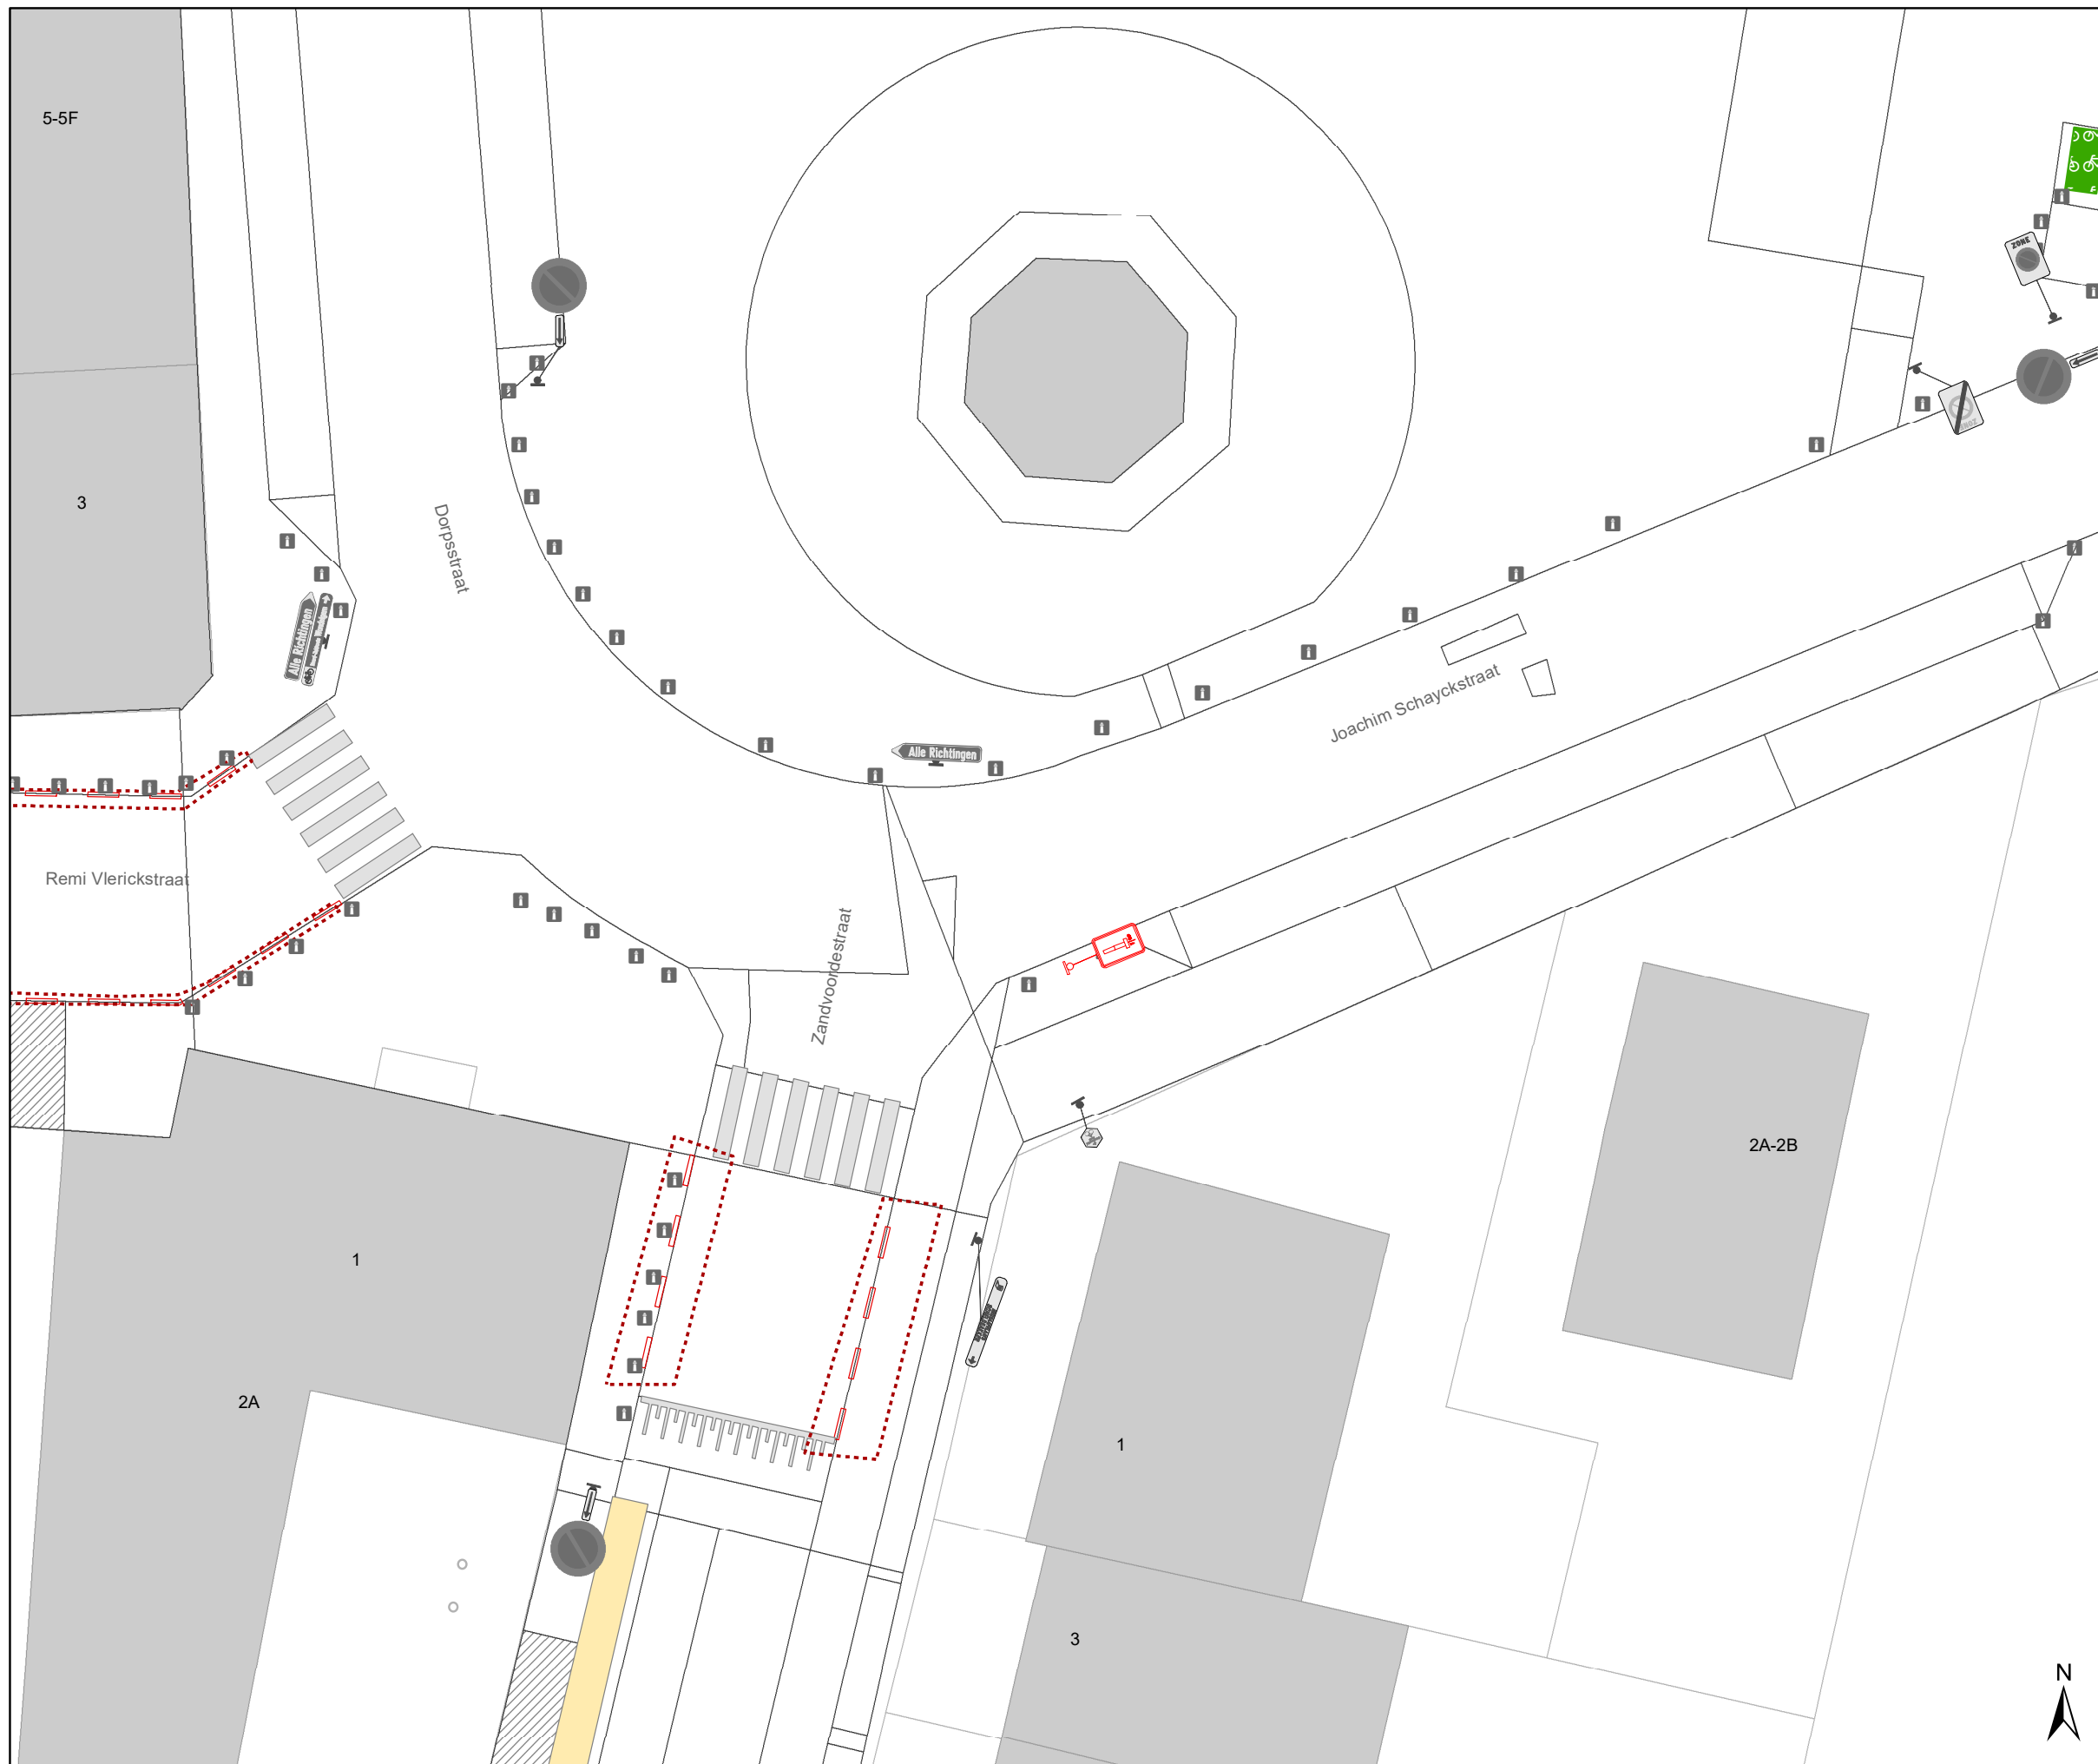 5-5F
ZONE
3
Dorpsstraat
Alle Richtingen
Joachim Schayckstraat
Alle Richtingen
Remi Vlerickstraat
Zandvoordestraat
2A-2B
1
2A
1
3
N